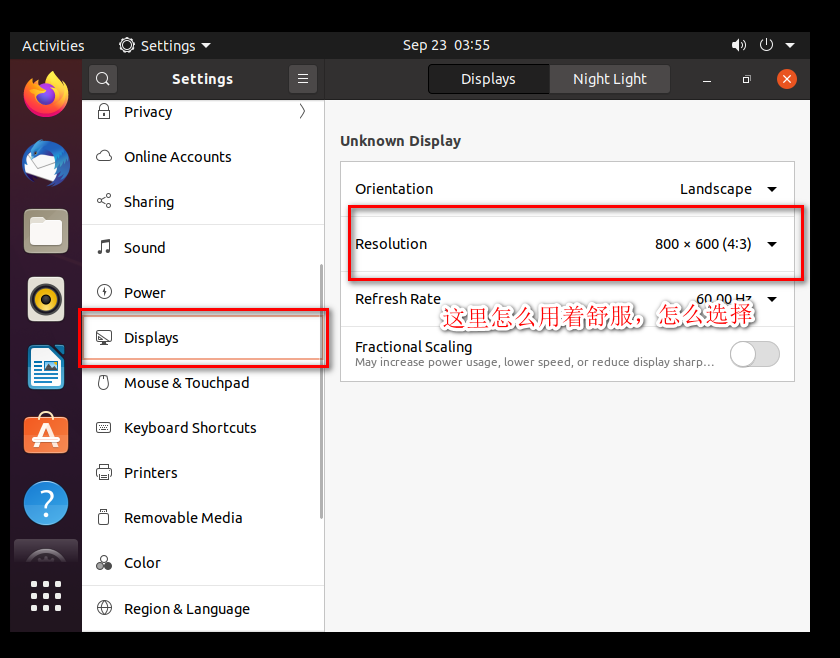 Activities Settings Sep 23 03:55
Settings Displays Night Light
Privacy
Online Accounts
Sharing
Sound
Power
Displays
Mouse & Touchpad
Keyboard Shortcuts
Printers
Removable Media
Color
Region & Language
Unknown Display
Orientation Landscape
Resolution 800 × 600 (4:3)
Refresh Rate 60.00 Hz
这里怎么用着舒服，怎么选择
Fractional Scaling
May increase power usage, lower speed, or reduce display sharp…